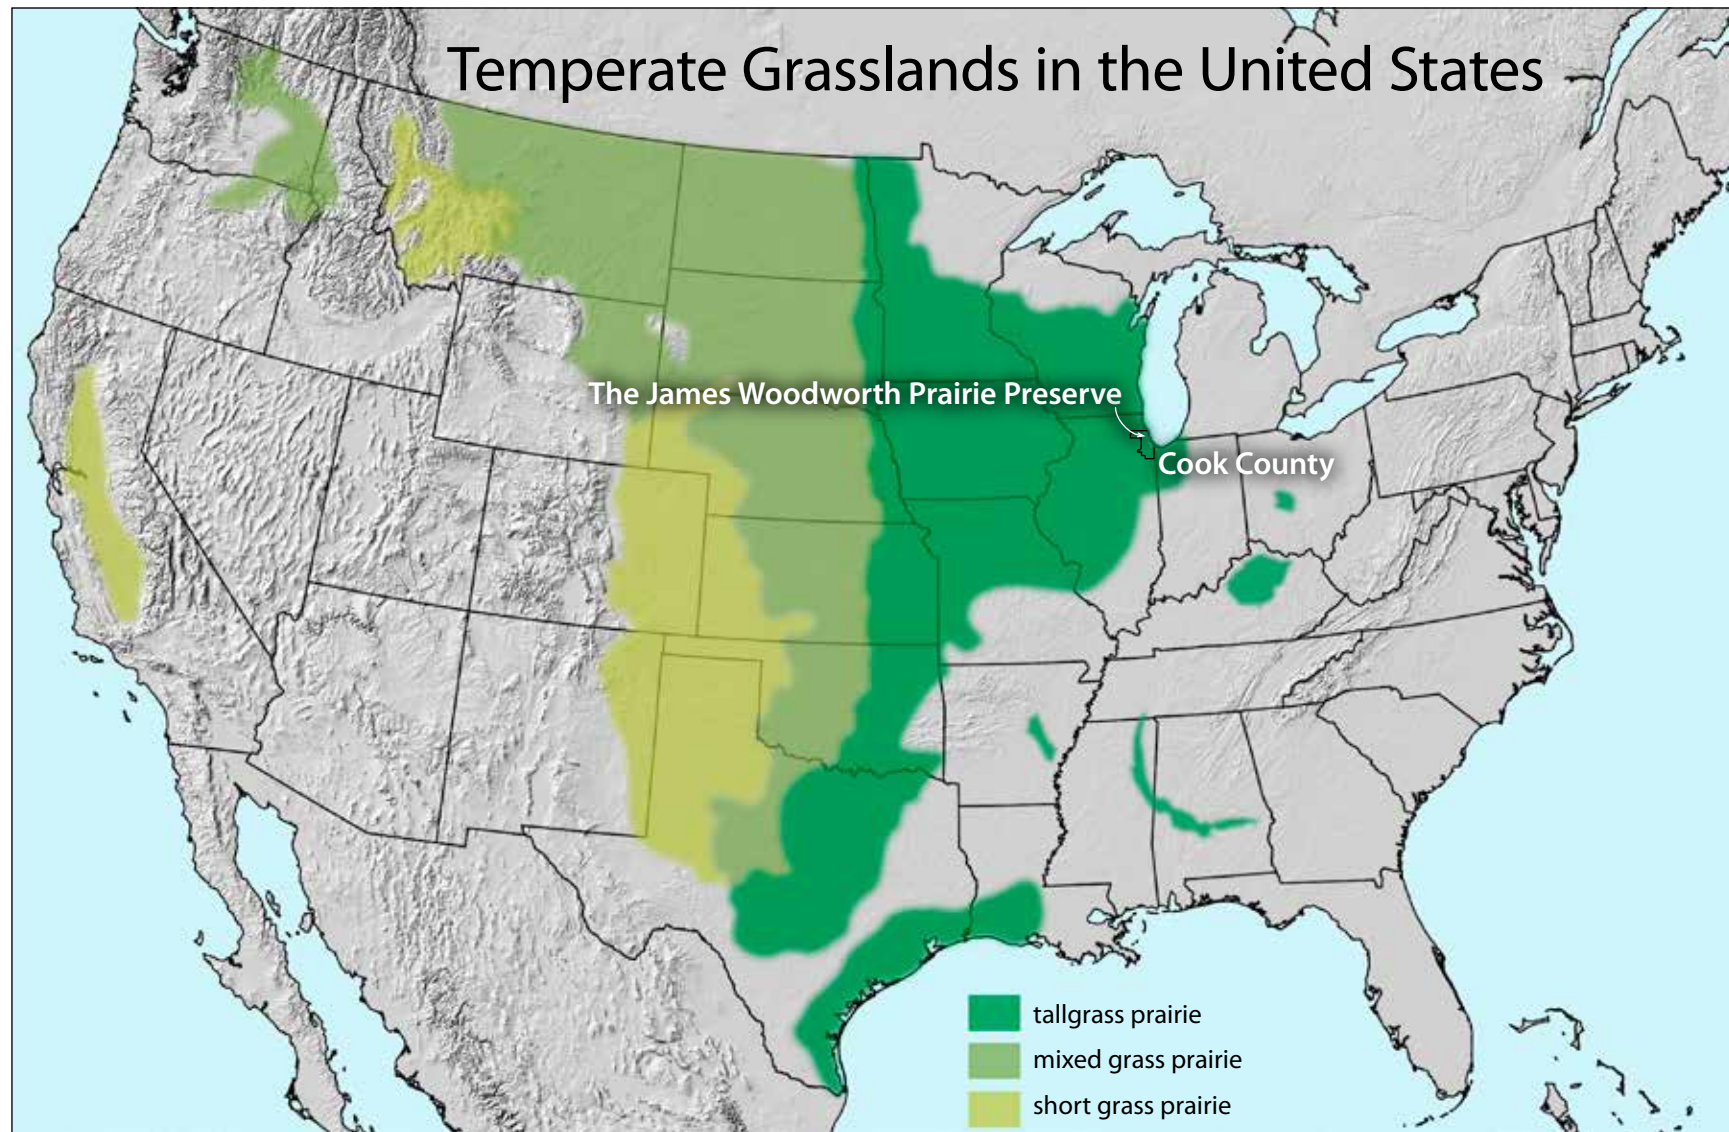 Temperate Grasslands in the United States
The James Woodworth Prairie Preserve
Cook County
tallgrass prairie
mixed grass prairie
short grass prairie